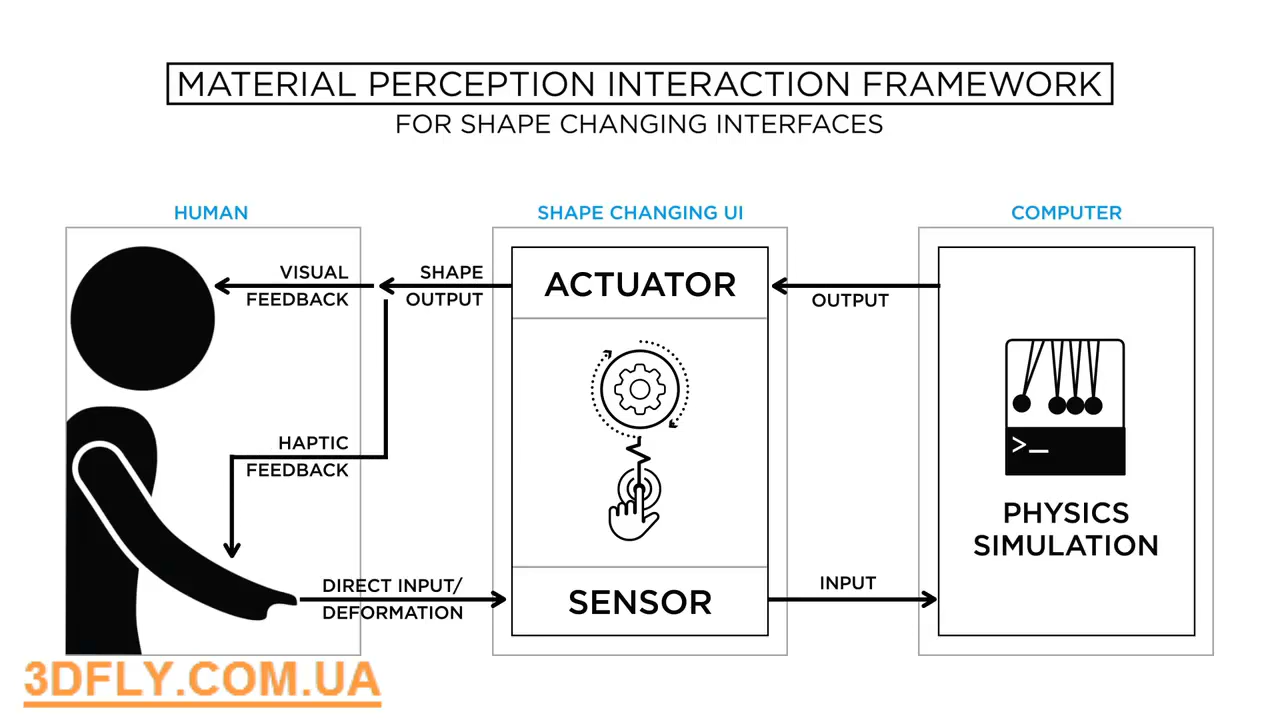 MATERIAL PERCEPTION INTERACTION FRAMEWORK
FOR SHAPE CHANGING INTERFACES
HUMAN
SHAPE CHANGING UI
COMPUTER
VISUAL
FEEDBACK
SHAPE
OUTPUT
ACTUATOR
OUTPUT
HAPTIC
FEEDBACK
>_
PHYSICS
SIMULATION
DIRECT INPUT/
DEFORMATION
SENSOR
INPUT
3DFLY.COM.UA